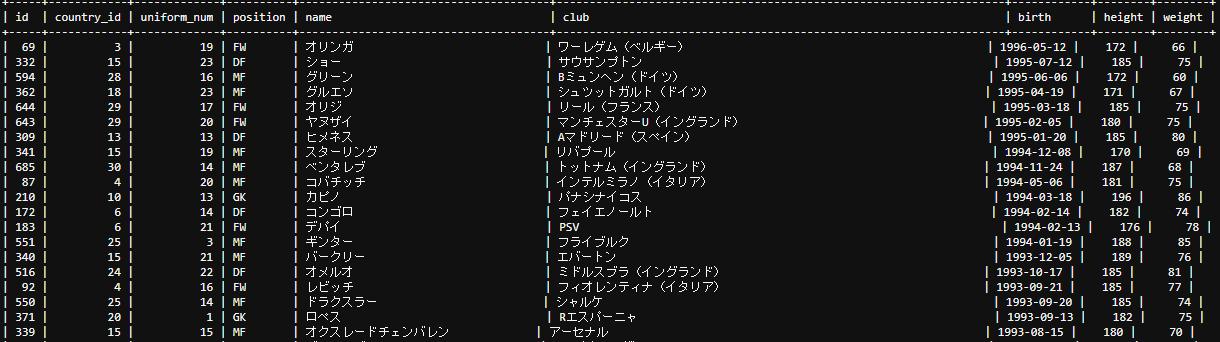 | id | country_id | uniform_num | position | name | club | birth | height | weight |
| 69 | 3 | 19 | FW | オリンガ | ワーレゲム（ベルギー） | 1996-05-12 | 172 | 66 |
| 332 | 15 | 23 | DF | ショー | サウサンプトン | 1995-07-12 | 185 | 75 |
| 594 | 28 | 16 | MF | グリーン | Bミュンヘン（ドイツ） | 1995-06-06 | 172 | 60 |
| 362 | 18 | 23 | MF | グルエソ | シュツットガルト（ドイツ） | 1995-04-19 | 171 | 67 |
| 644 | 29 | 17 | FW | オリジ | リール（フランス） | 1995-03-18 | 185 | 75 |
| 643 | 29 | 20 | FW | ヤヌザイ | マンチェスターU（イングランド） | 1995-02-05 | 180 | 75 |
| 309 | 13 | 13 | DF | ヒメネス | Aマドリード（スペイン） | 1995-01-20 | 185 | 80 |
| 341 | 15 | 19 | MF | スターリング | リバプール | 1994-12-08 | 170 | 69 |
| 685 | 30 | 14 | MF | ベンタレブ | トットナム（イングランド） | 1994-11-24 | 187 | 68 |
| 87 | 4 | 20 | MF | コバチッチ | インテルミラノ（イタリア） | 1994-05-06 | 181 | 75 |
| 210 | 10 | 13 | GK | カピノ | パナシナイコス | 1994-03-18 | 196 | 86 |
| 172 | 6 | 14 | DF | コンゴロ | フェイエノールト | 1994-02-14 | 182 | 74 |
| 183 | 6 | 21 | FW | デパイ | PSV | 1994-02-13 | 176 | 78 |
| 551 | 25 | 3 | MF | ギンター | フライブルク | 1994-01-19 | 188 | 85 |
| 340 | 15 | 21 | MF | バークリー | エバートン | 1993-12-05 | 189 | 76 |
| 516 | 24 | 22 | DF | オメルオ | ミドルスブラ（イングランド） | 1993-10-17 | 185 | 81 |
| 92 | 4 | 16 | FW | レビッチ | フィオレンティナ（イタリア） | 1993-09-21 | 185 | 77 |
| 550 | 25 | 14 | MF | ドラクスラー | シャルケ | 1993-09-20 | 185 | 74 |
| 371 | 20 | 1 | GK | ロペス | Rエスパーニャ | 1993-09-13 | 182 | 75 |
| 339 | 15 | 15 | MF | オクスレードチェンバレン | アーセナル | 1993-08-15 | 180 | 70 |